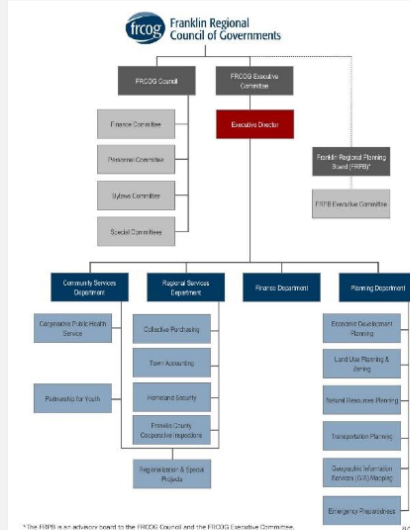 frcog
Franklin Regional
Council of Governments
FRCOG Council
FRCOG Executive
Committee
Finance Committee
Personnel Committee
Bylaws Committee
Special Committees
Executive Director
Franklin Regional Planning
Board (FRPB)*
FRPB Executive Committee
Community Services
Department
Regional Services
Department
Finance Department
Planning Department
Cooperative Public Health
Service
Partnership for Youth
Collective Purchasing
Town Accounting
Homeland Security
Franklin County
Cooperative Inspections
Regionalization & Special
Projects
Economic Development
Planning
Land Use Planning &
Zoning
Natural Resources Planning
Transportation Planning
Geographic Information
Services (GIS) Mapping
Emergency Preparedness
*The FRPB is an advisory board to the FRCOG Council and the FRCOG Executive Committee.